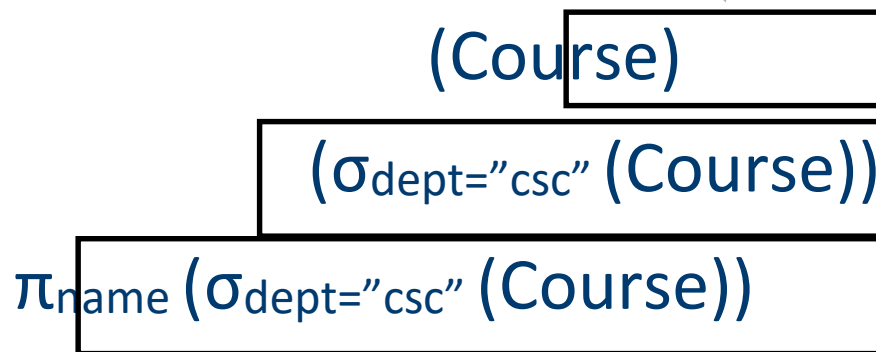 (Course)
(σdept=”csc” (Course))
πname (σdept=”csc” (Course))